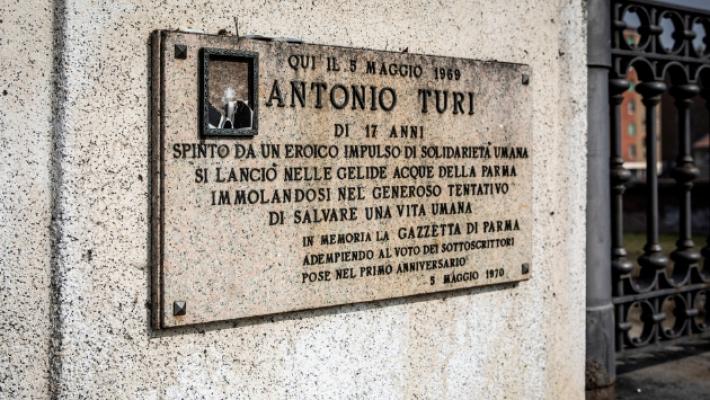 QUI IL 5 MAGGIO 1969
ANTONIO TURI
DI 17 ANNI
SPINTO DA UN EROICO IMPULSO DI SOLIDARIETA' UMANA
SI LANCIÒ NELLE GELIDE ACQUE DELLA PARMA
IMMOLANDOSI NEL GENEROSO TENTATIVO
DI SALVARE UNA VITA UMANA
IN MEMORIA LA GAZZETTA DI PARMA
ADEMPIENDO AL VOTO DEI SOTTOSCRITTORI
POSE NEL PRIMO ANNIVERSARIO
5 MAGGIO 1970